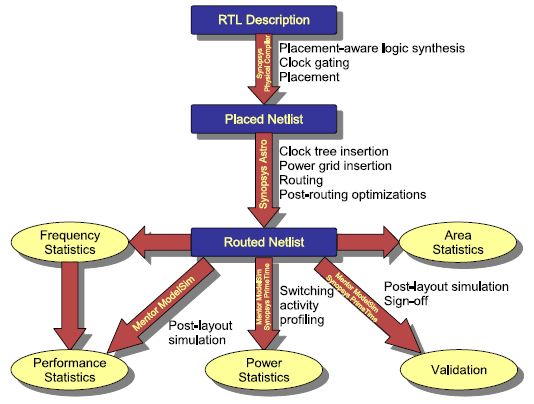 RTL Description
Synopsys
Physical Compiler
Placement-aware logic synthesis
Clock gating
Placement
Placed Netlist
Synopsys Astro
Clock tree insertion
Power grid insertion
Routing
Post-routing optimizations
Frequency
Statistics
Routed Netlist
Area
Statistics
Mentor ModelSim
Post-layout
simulation
Mentor ModelSim
Synopsys PrimeTime
Switching
activity
profiling
Mentor ModelSim
Synopsys PrimeTime
Post-layout simulation
Sign-off
Performance
Statistics
Power
Statistics
Validation